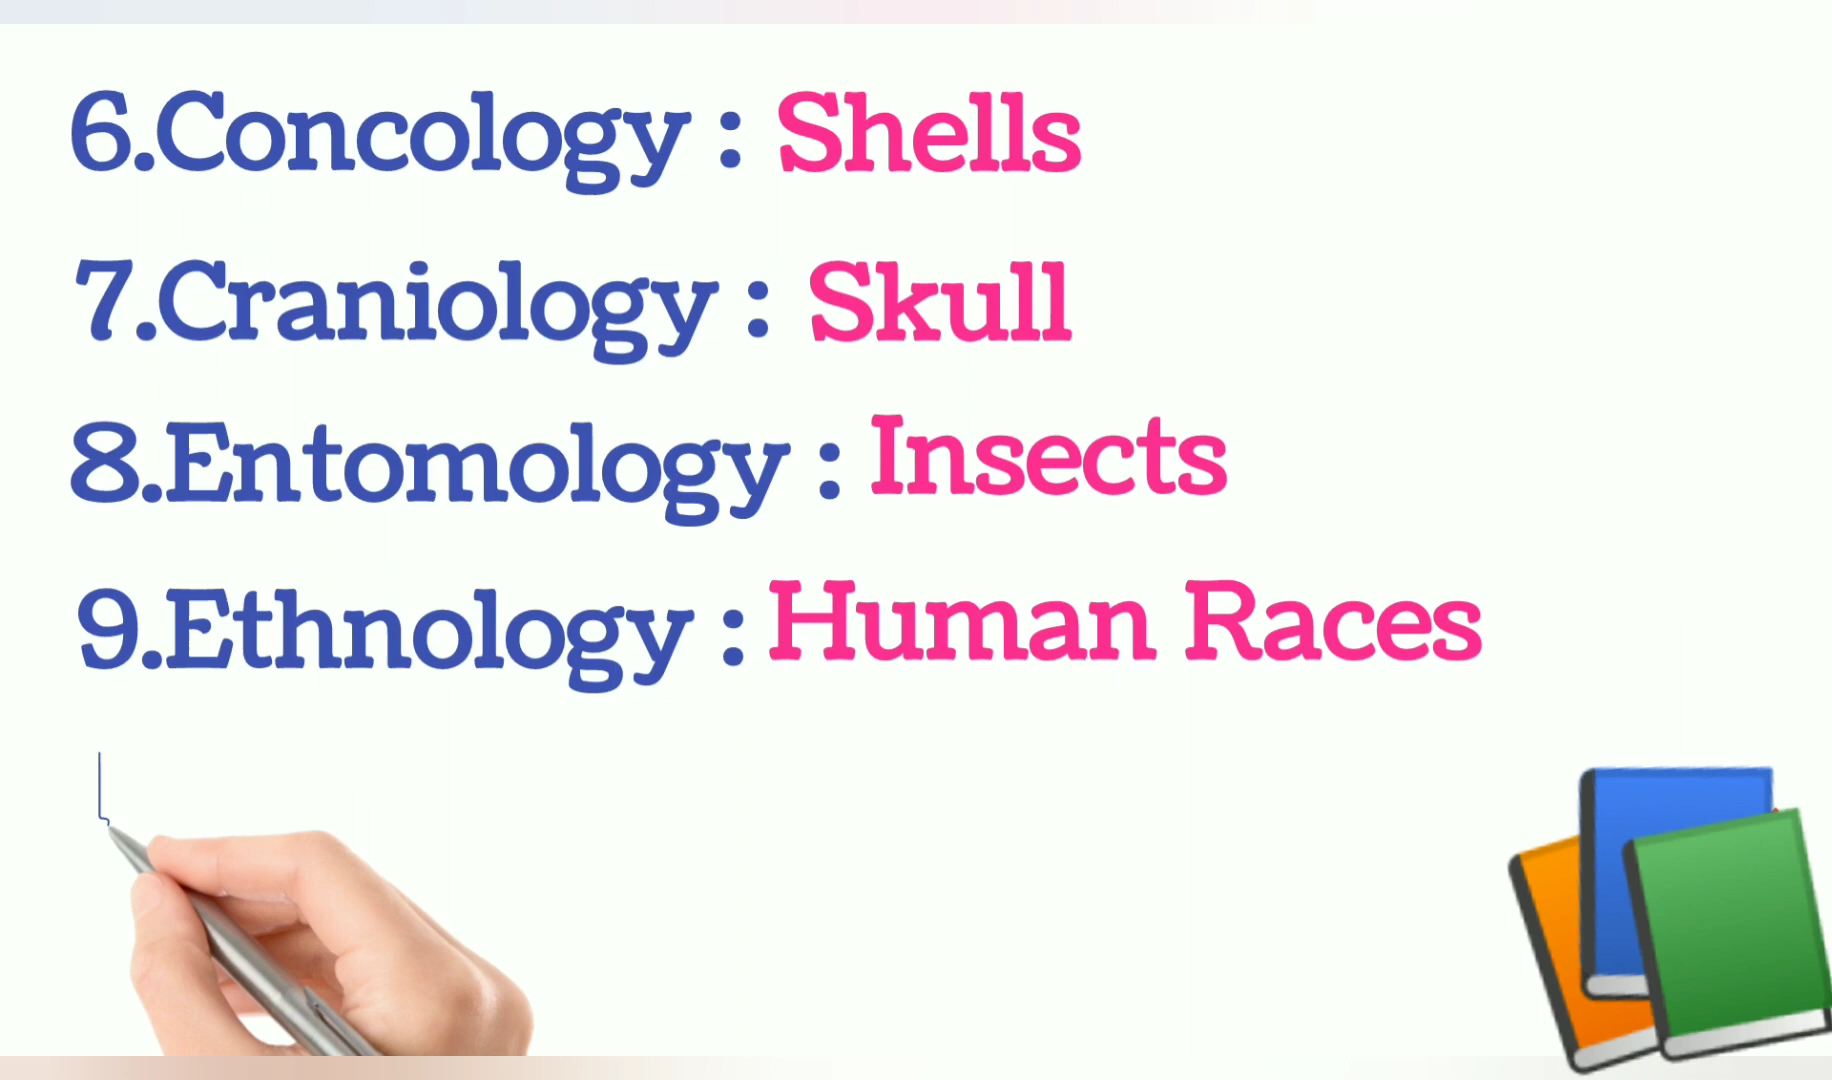 6.Concology : Shells
7.Craniology : Skull
8.Entomology : Insects
9.Ethnology : Human Races